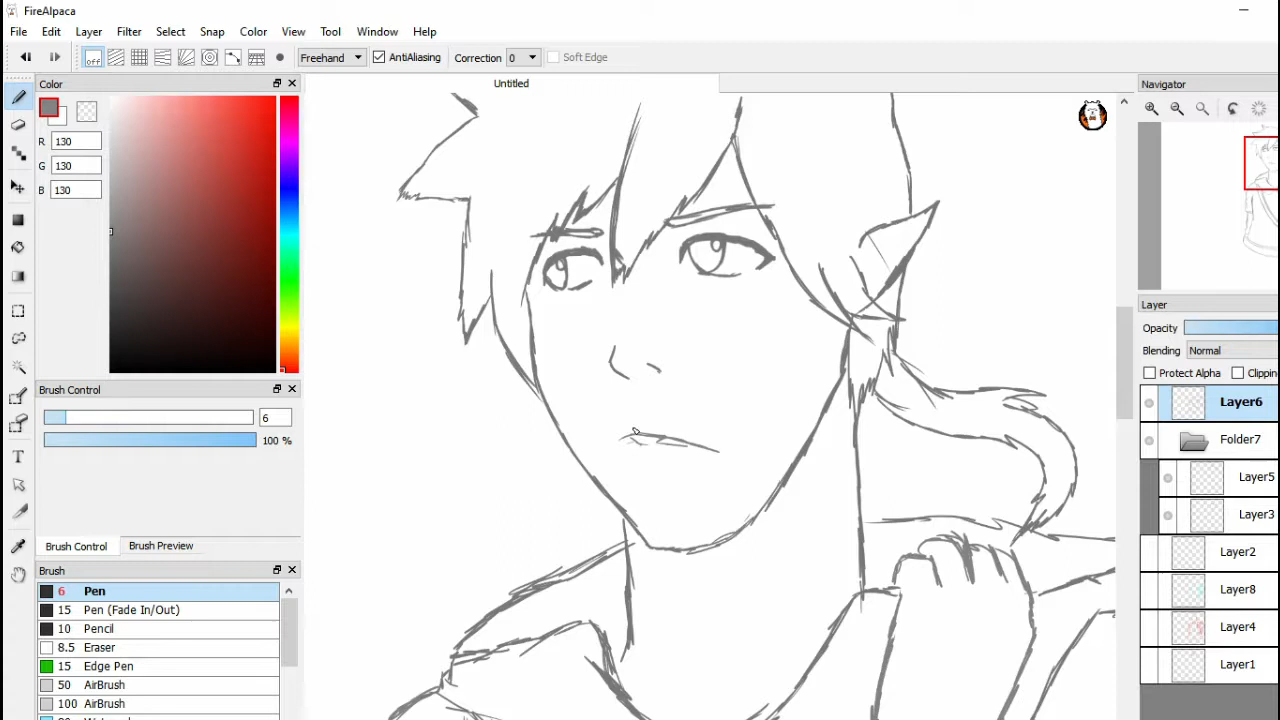 FireAlpaca
File Edit Layer Filter Select Snap Color View Tool Window Help
off Freehand AntiAliasing Correction 0 Soft Edge
Color
Untitled
Navigator
R 130
G 130
B 130
Brush Control
6
100 %
Brush Control Brush Preview
Brush
6 Pen
15 Pen (Fade In/Out)
10 Pencil
8.5 Eraser
15 Edge Pen
50 AirBrush
100 AirBrush
Layer
Opacity
Blending Normal
Protect Alpha Clipping
Layer6
Folder7
Layer5
Layer3
Layer2
Layer8
Layer4
Layer1